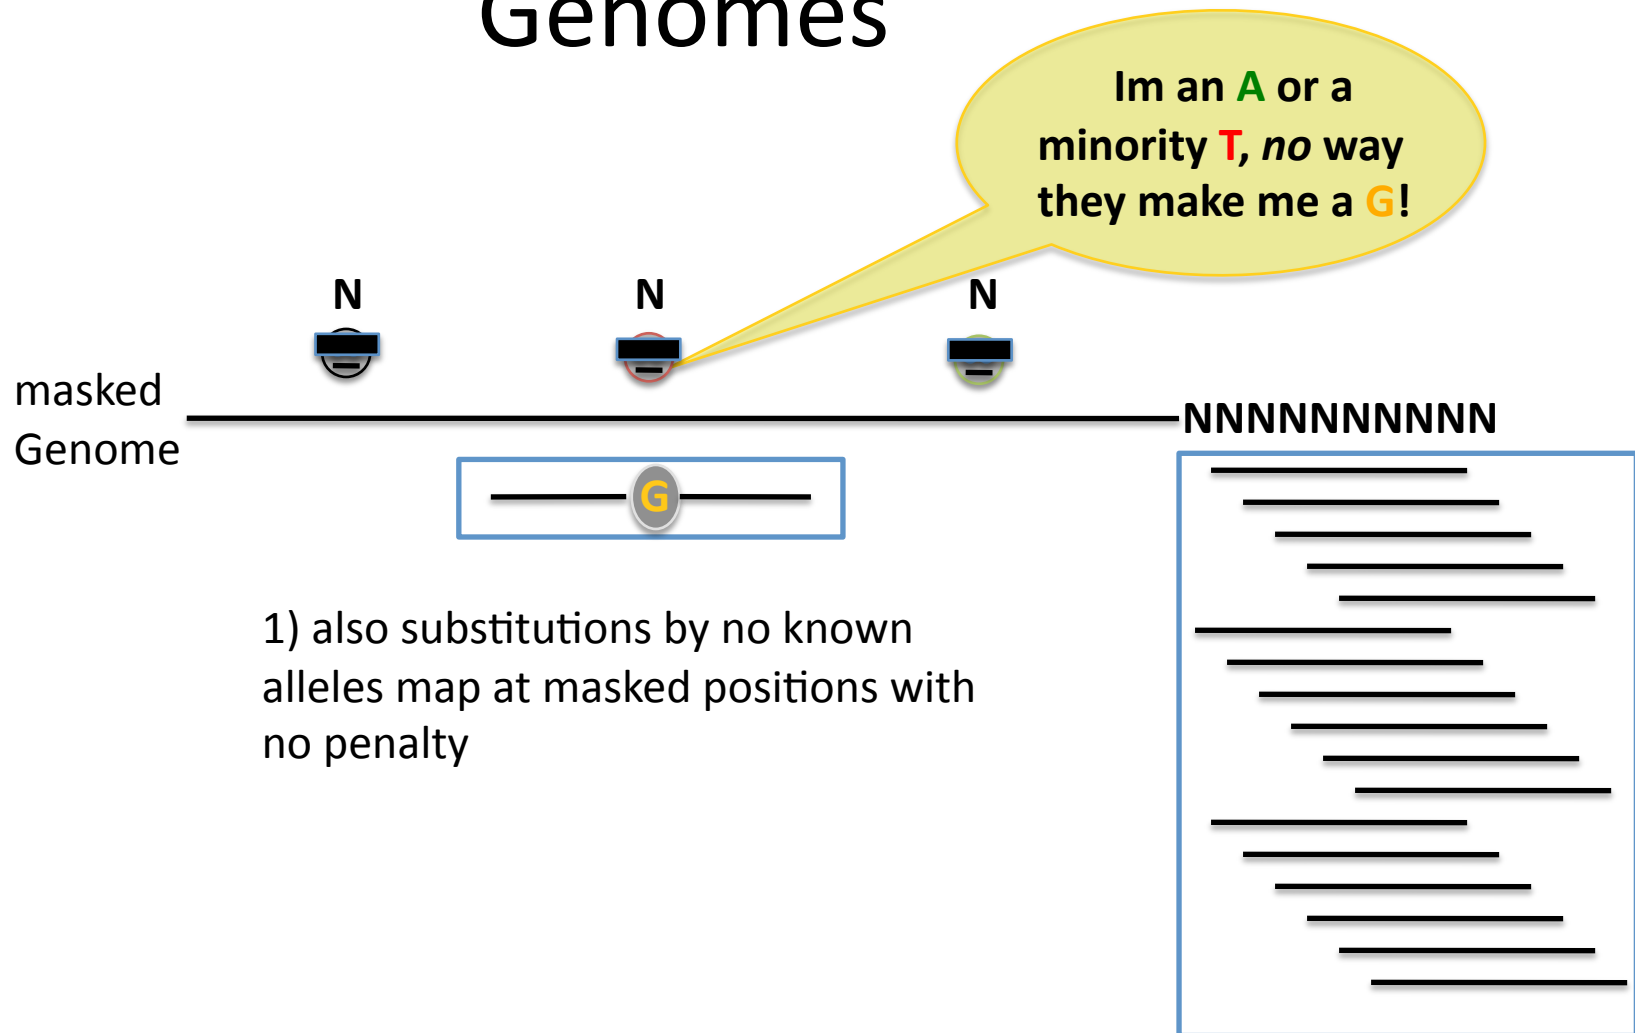 Genomes
Im an A or a
minority T, no way
they make me a G!
N N N
masked
Genome
NNNNNNNNNN
G
1) also substitutions by no known
alleles map at masked positions with
no penalty